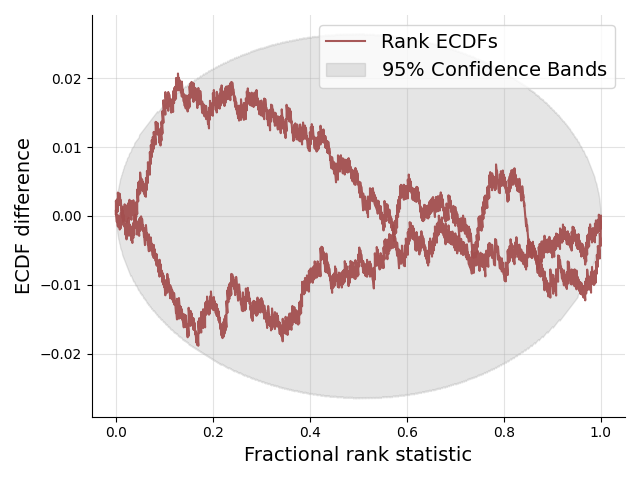 Rank ECDFs
95% Confidence Bands
ECDF difference
0.02
0.01
0.00
−0.01
−0.02
0.0 0.2 0.4 0.6 0.8 1.0
Fractional rank statistic